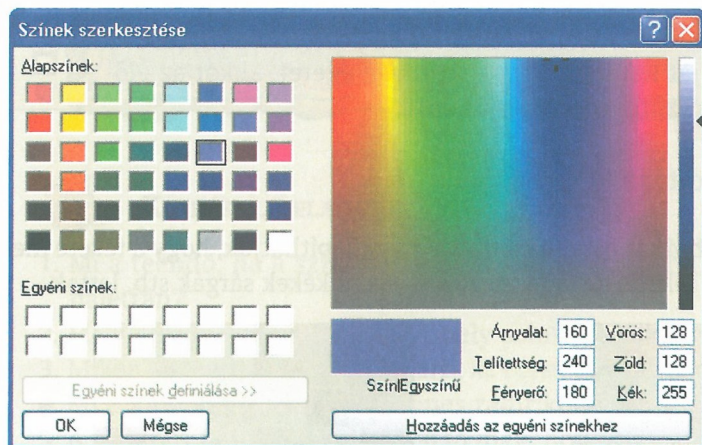 Színek szerkesztése
Alapszínek:
Egyéni színek:
Egyéni színek definiálása >>
OK
Mégse
Szín|Egyszínű
Árnyalat: 160
Telítettség: 240
Fényerő: 180
Vörös: 128
Zöld: 128
Kék: 255
Hozzáadás az egyéni színekhez